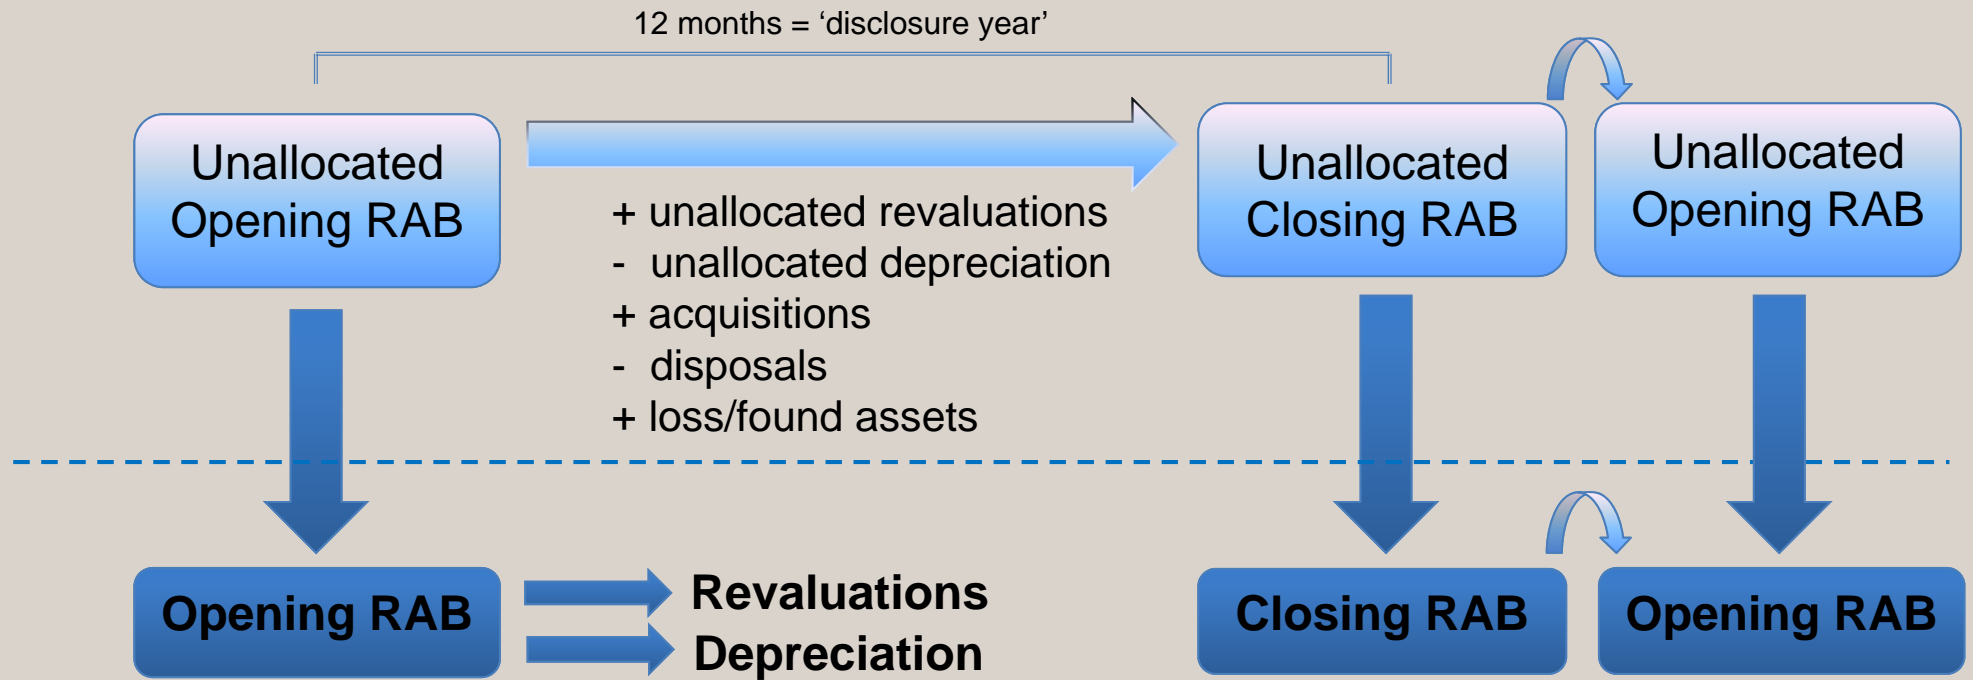 12 months = ‘disclosure year’
Unallocated
Opening RAB
+ unallocated revaluations
- unallocated depreciation
+ acquisitions
- disposals
+ loss/found assets
Unallocated
Closing RAB
Unallocated
Opening RAB
Opening RAB
Revaluations
Depreciation
Closing RAB
Opening RAB